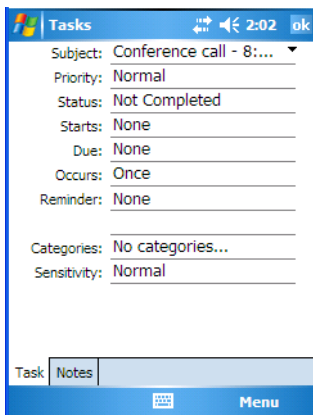 Tasks 2:02 ok
Subject: Conference call - 8:...
Priority: Normal
Status: Not Completed
Starts: None
Due: None
Occurs: Once
Reminder: None
Categories: No categories...
Sensitivity: Normal
Task Notes
Menu